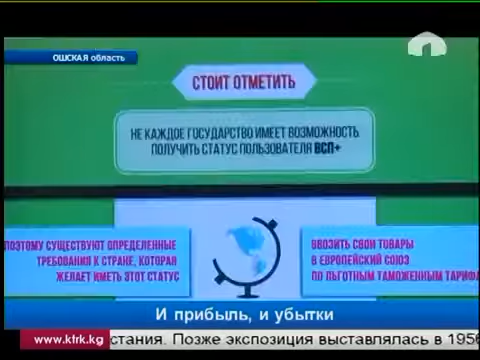 ОШСКАЯ область
СТОИТ ОТМЕТИТЬ
НЕ КАЖДОЕ ГОСУДАРСТВО ИМЕЕТ ВОЗМОЖНОСТЬ
ПОЛУЧИТЬ СТАТУС ПОЛЬЗОВАТЕЛЯ ВСП+
ПОЭТОМУ СУЩЕСТВУЮТ ОПРЕДЕЛЕННЫЕ
ТРЕБОВАНИЯ К СТРАНЕ, КОТОРАЯ
ЖЕЛАЕТ ИМЕТЬ ЭТОТ СТАТУС
ВВОЗИТЬ СВОИ ТОВАРЫ
В ЕВРОПЕЙСКИЙ СОЮЗ
ПО ЛЬГОТНЫМ ТАМОЖЕННЫМ ТАРИФА
И прибыль, и убытки
www.ktrk.kg стания. Позже экспозиция выставлялась в 1956